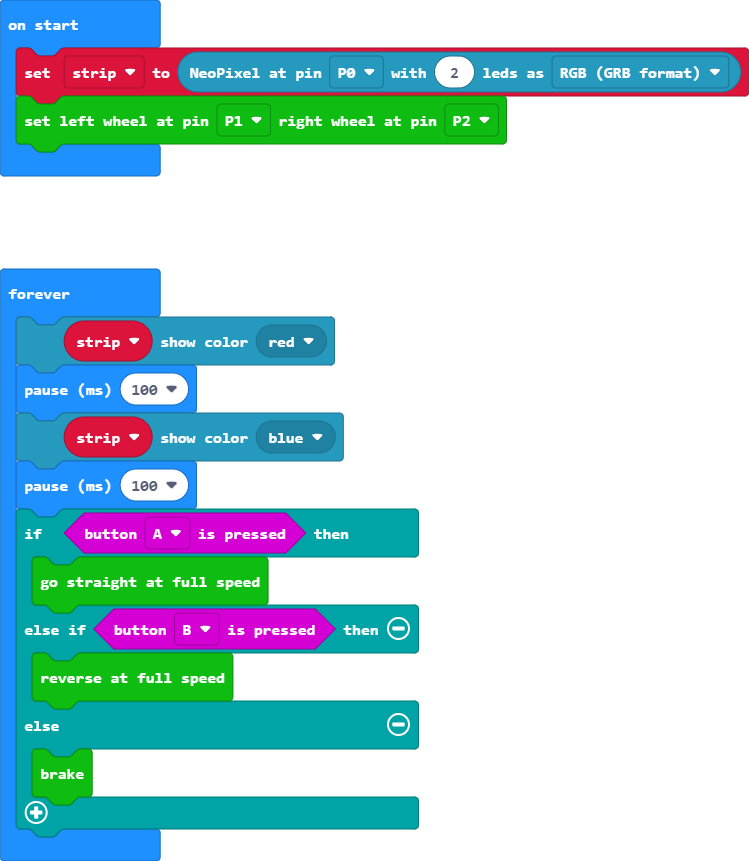 on start
set strip to NeoPixel at pin P0 with 2 leds as RGB (GRB format)
set left wheel at pin P1 right wheel at pin P2
forever
strip show color red
pause (ms) 100
strip show color blue
pause (ms) 100
if button A is pressed then
go straight at full speed
else if button B is pressed then
reverse at full speed
else
brake